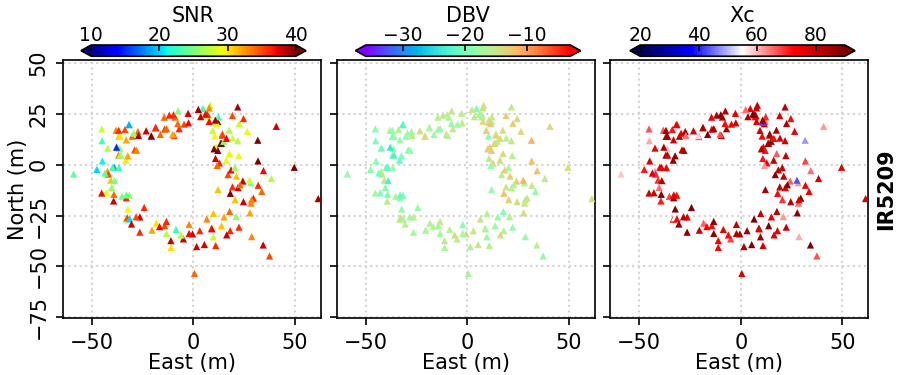 SNR DBV Xc
10 20 30 40 −30 −20 −10 20 40 60 80
50
25
0
−25
−50
−75
North (m)
−50 0 50 −50 0 50 −50 0 50
East (m) East (m) East (m)
IR5209